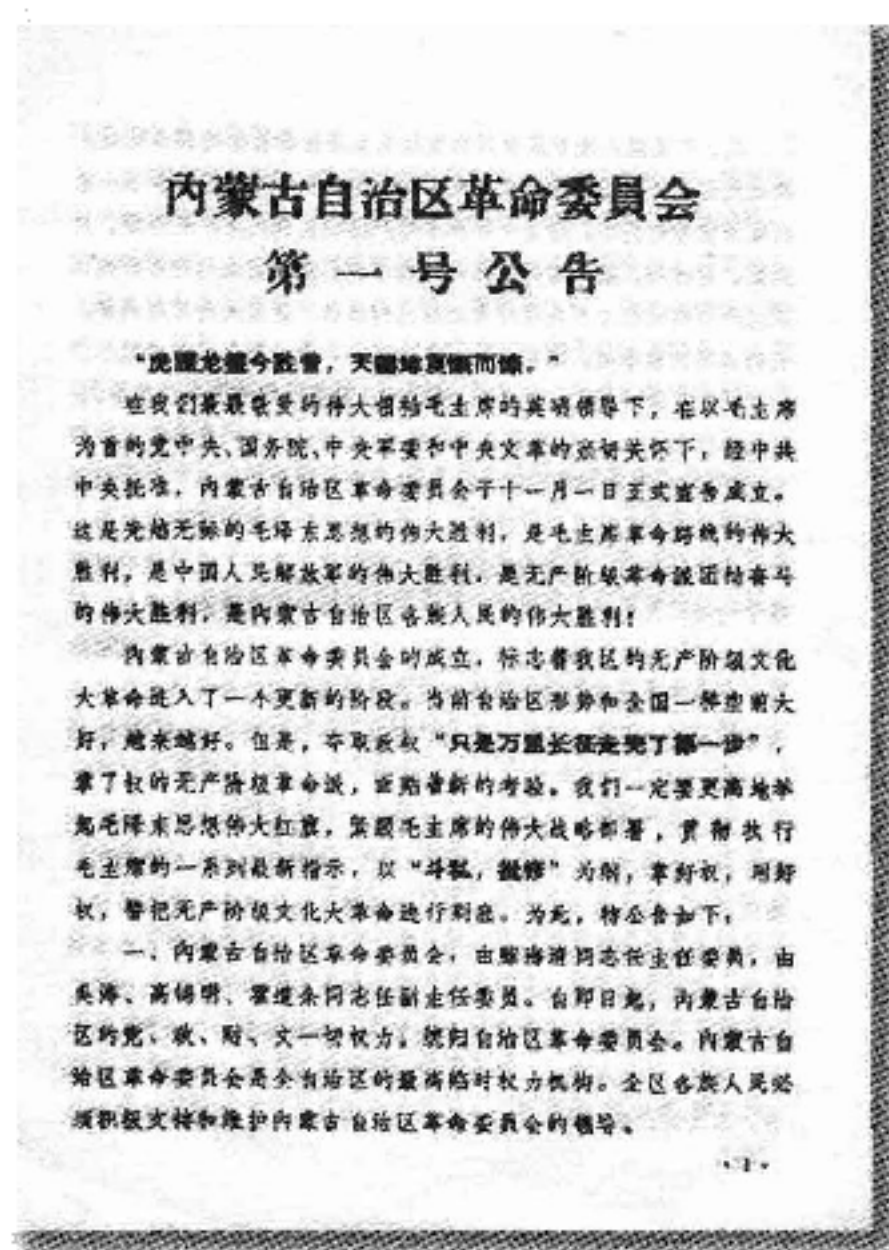 内蒙古自治区革命委員会
第一号公告
“虎踞龙盘今胜昔，天翻地覆慨而慷。”
在我们最最敬爱的伟大领袖毛主席的英明领导下，在以毛主席
为首的党中央、国务院、中央军委和中央文革的亲切关怀下，经中共
中央批准，内蒙古自治区革命委员会于十一月一日正式宣告成立。
这是光焰无际的毛泽东思想的伟大胜利，是毛主席革命路线的伟大
胜利，是中国人民解放军的伟大胜利，是无产阶级革命派团结奋斗
的伟大胜利，是内蒙古自治区各族人民的伟大胜利！
内蒙古自治区革命委员会的成立，标志着我区的无产阶级文化
大革命进入了一个更新的阶段。当前自治区形势和全国一样空前大
好，越来越好。但是，夺取政权“只是万里长征走完了第一步”，
掌了权的无产阶级革命派，面临着新的考验。我们一定要更高地举
起毛泽东思想伟大红旗，紧跟毛主席的伟大战略部署，贯彻执行
毛主席的一系列最新指示，以“斗私，批修”为纲，掌好权，用好
权，誓把无产阶级文化大革命进行到底。为此，特公告如下：
一、内蒙古自治区革命委员会，由滕海清同志任主任委员，由
吴涛、高锦明、霍道余同志任副主任委员。自即日起，内蒙古自治
区的党、政、财、文一切权力，统归自治区革命委员会。内蒙古自
治区革命委员会是全自治区的最高临时权力机构。全区各族人民必
须积极支持和维护内蒙古自治区革命委员会的领导。
·1·